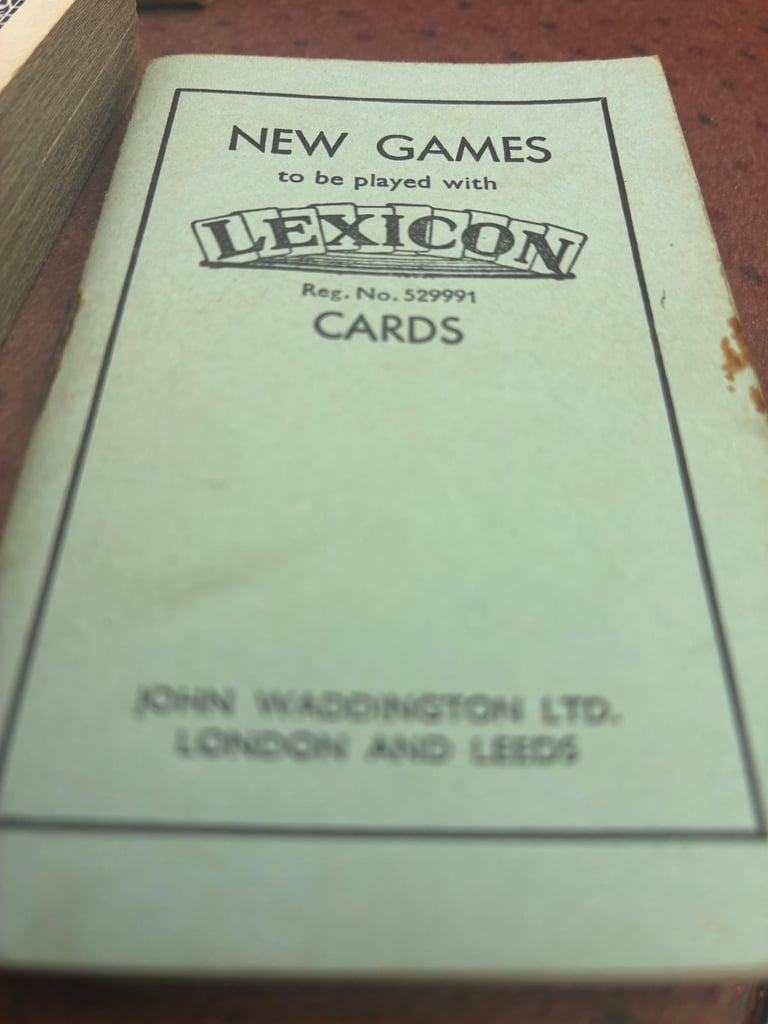 NEW GAMES
to be played with
LEXICON
Reg. No. 529991
CARDS
JOHN WADDINGTON LTD.
LONDON AND LEEDS